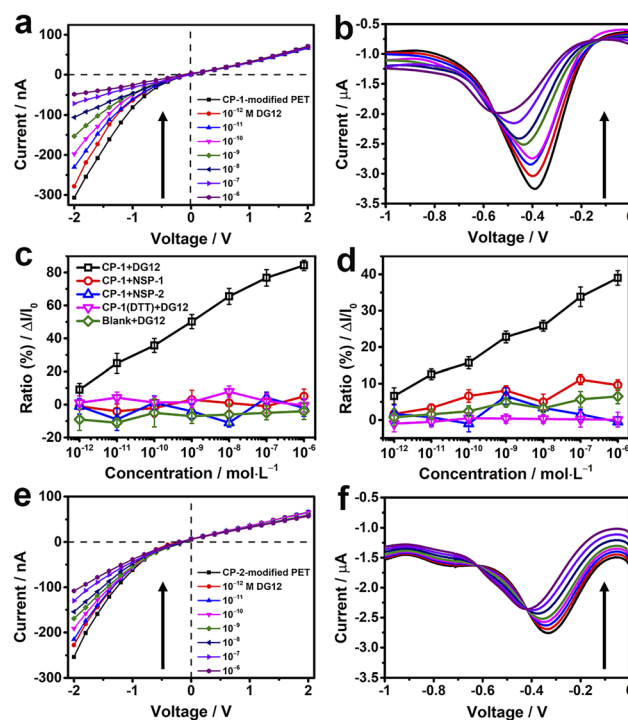 a
Current / nA
100
0
-100
-200
-300
-2 -1 0 1 2
Voltage / V
CP-1-modified PET
10⁻¹² M DG12
10⁻¹¹
10⁻¹⁰
10⁻⁹
10⁻⁸
10⁻⁷
10⁻⁶
b
Current / μA
-0.5
-1.0
-1.5
-2.0
-2.5
-3.0
-3.5
-1 -0.8 -0.6 -0.4 -0.2 0
Voltage / V
c
Ratio (%) / ΔI/I₀
80
60
40
20
0
-20
CP-1+DG12
CP-1+NSP-1
CP-1+NSP-2
CP-1(DTT)+DG12
Blank+DG12
10⁻¹² 10⁻¹¹ 10⁻¹⁰ 10⁻⁹ 10⁻⁸ 10⁻⁷ 10⁻⁶
Concentration / mol·L⁻¹
d
Ratio (%) / ΔI/I₀
40
30
20
10
0
10⁻¹² 10⁻¹¹ 10⁻¹⁰ 10⁻⁹ 10⁻⁸ 10⁻⁷ 10⁻⁶
Concentration / mol·L⁻¹
e
Current / nA
100
0
-100
-200
-300
-2 -1 0 1 2
Voltage / V
CP-2-modified PET
10⁻¹² M DG12
10⁻¹¹
10⁻¹⁰
10⁻⁹
10⁻⁸
10⁻⁷
10⁻⁶
f
Current / μA
-0.5
-1.0
-1.5
-2.0
-2.5
-3.0
-3.5
-1 -0.8 -0.6 -0.4 -0.2 0
Voltage / V